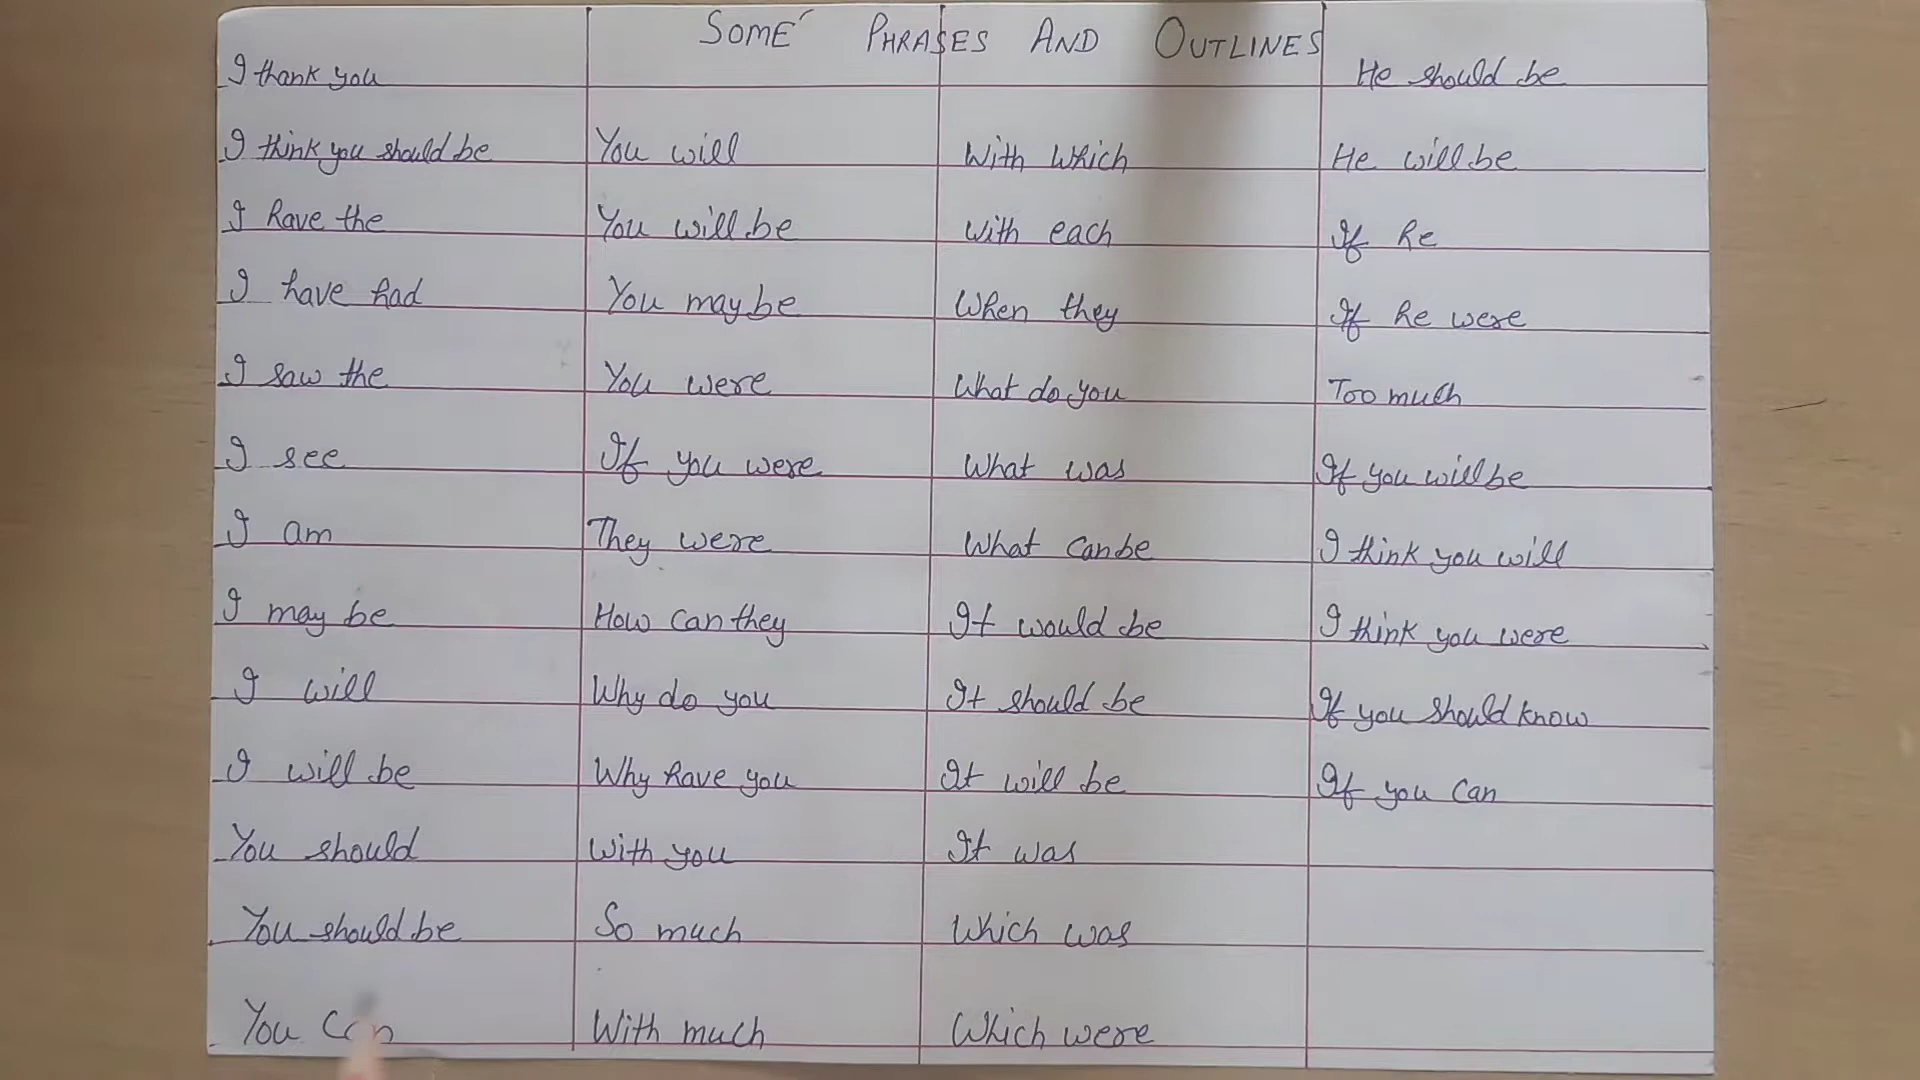 SOME PHRASES AND OUTLINES
I thank you
I think you should be
I have the
I have had
I saw the
I see
I am
I may be
I will
I will be
You should
You should be
You can
You will
You will be
You may be
You were
If you were
They were
How can they
Why do you
Why have you
With you
So much
With much
With which
With each
When they
What do you
What was
What can be
It would be
It should be
It will be
It was
Which was
Which were
He should be
He will be
If he
If he were
Too much
If you will be
I think you will
I think you were
If you should know
If you can